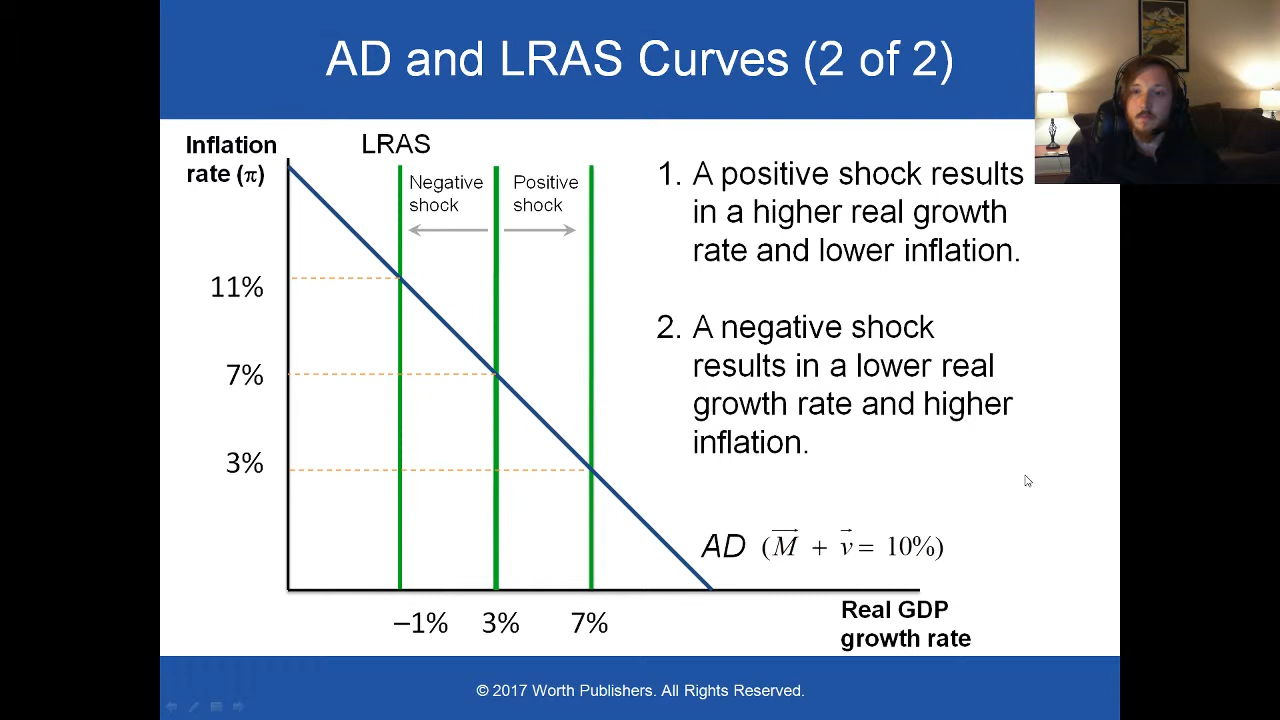 AD and LRAS Curves (2 of 2)
Inflation
rate (π)
LRAS
Negative
shock
Positive
shock
11%
7%
3%
–1%
3%
7%
Real GDP
growth rate
1. A positive shock results
in a higher real growth
rate and lower inflation.
2. A negative shock
results in a lower real
growth rate and higher
inflation.
AD (M⃗ + v⃗ = 10%)
© 2017 Worth Publishers. All Rights Reserved.